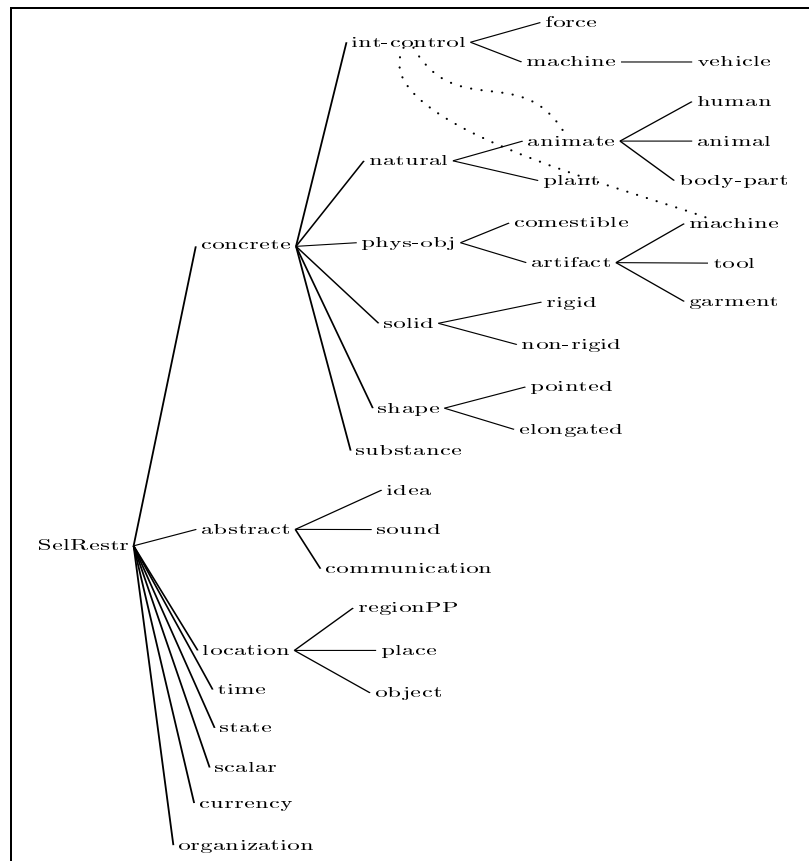 force
int-control
machine
vehicle
human
animate
animal
natural
plant
body-part
comestible
machine
concrete
phys-obj
artifact
tool
rigid
garment
solid
non-rigid
pointed
shape
elongated
substance
idea
abstract
sound
SelRestr
communication
regionPP
location
place
time
object
state
scalar
currency
organization